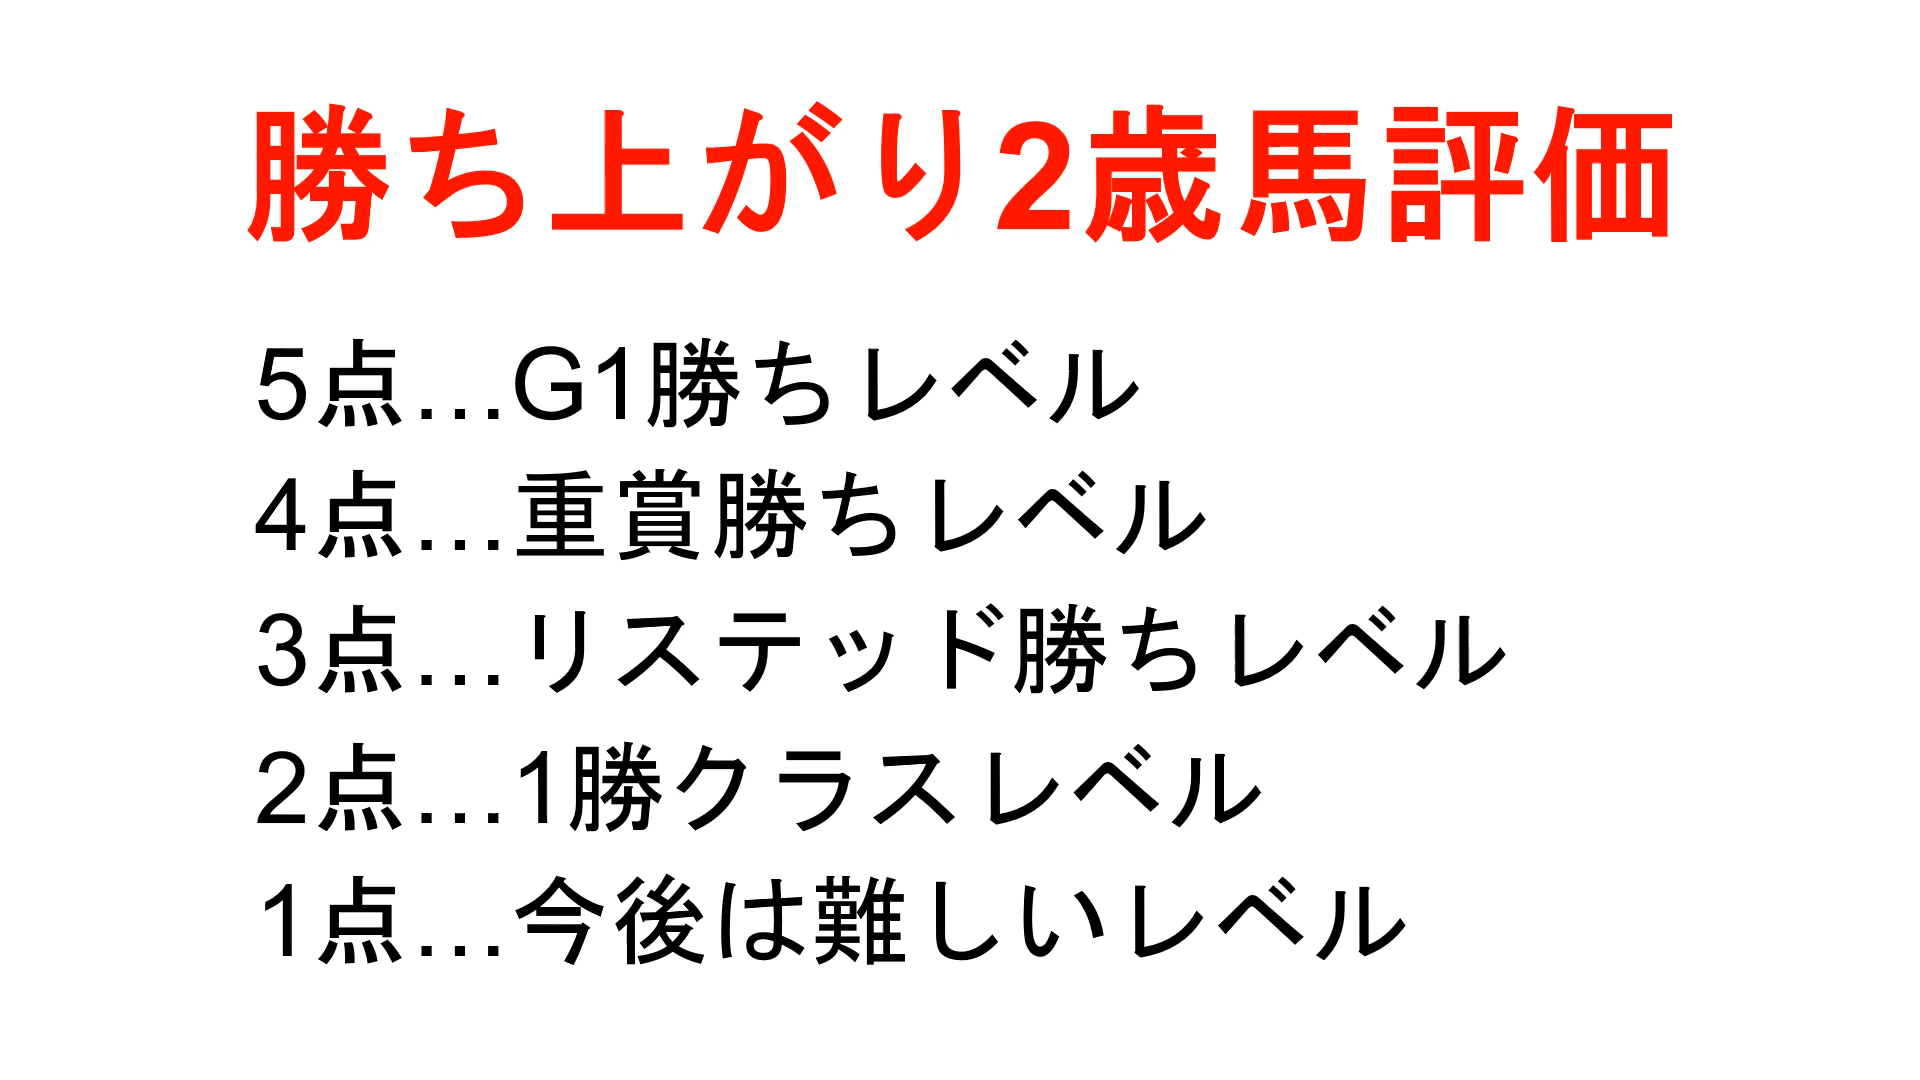 勝ち上がり2歳馬評価
5点…G1勝ちレベル
4点…重賞勝ちレベル
3点…リステッド勝ちレベル
2点…1勝クラスレベル
1点…今後は難しいレベル